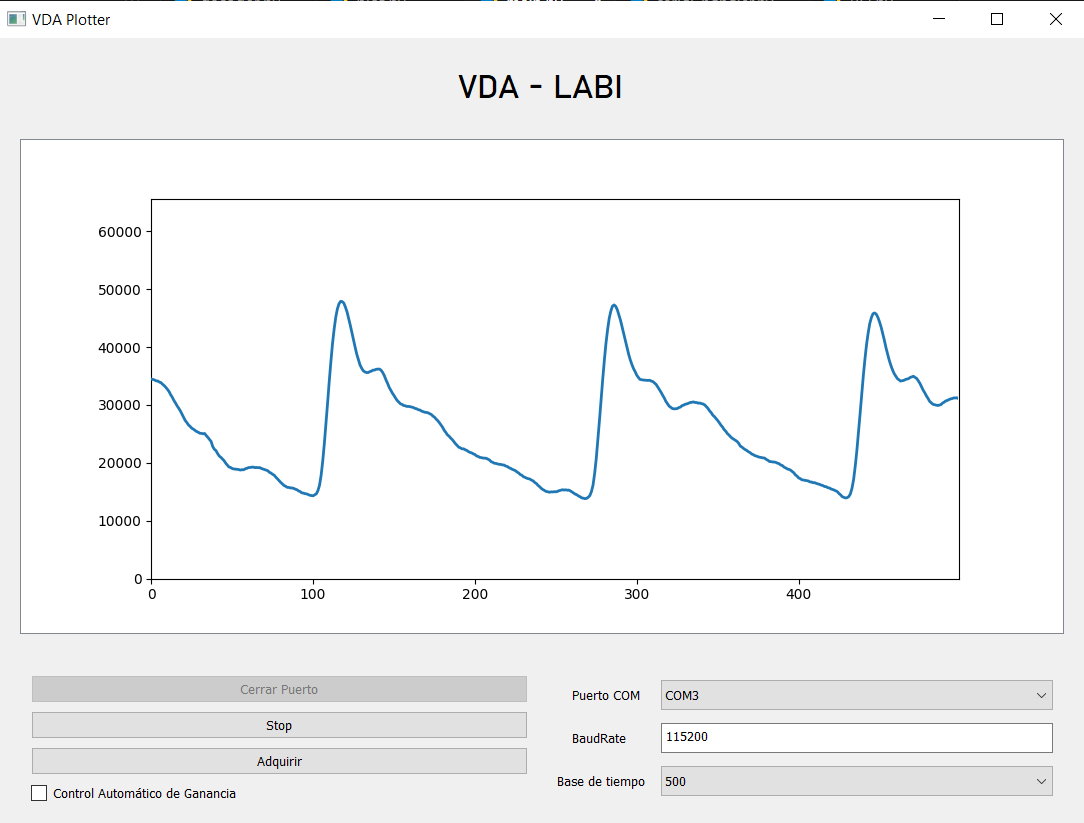 VDA Plotter
VDA - LABI
60000
50000
40000
30000
20000
10000
0
0 100 200 300 400
Cerrar Puerto
Stop
Adquirir
Control Automático de Ganancia
Puerto COM COM3
BaudRate 115200
Base de tiempo 500